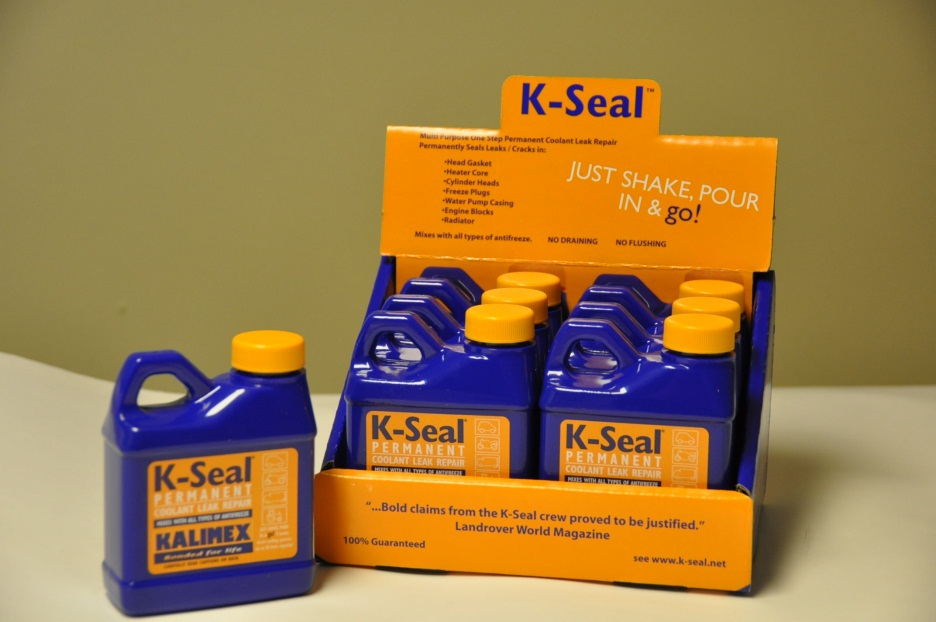 K-Seal™
Multi Purpose One Step Permanent Coolant Leak Repair
Permanently Seals Leaks / Cracks in:
•Head Gasket
•Heater Core
•Cylinder Heads
•Freeze Plugs
•Water Pump Casing
•Engine Blocks
•Radiator
JUST SHAKE, POUR
IN & go!
Mixes with all types of antifreeze. NO DRAINING NO FLUSHING
K-Seal®
PERMANENT
COOLANT LEAK REPAIR
MIXES WITH ALL TYPES OF ANTIFREEZE
K-Seal®
PERMANENT
COOLANT LEAK REPAIR
MIXES WITH ALL TYPES OF ANTIFREEZE
K-Seal®
PERMANENT
COOLANT LEAK REPAIR
MIXES WITH ALL TYPES OF ANTIFREEZE
KALIMEX
Bonded for life
"...Bold claims from the K-Seal crew proved to be justified."
Landrover World Magazine
100% Guaranteed
see www.k-seal.net